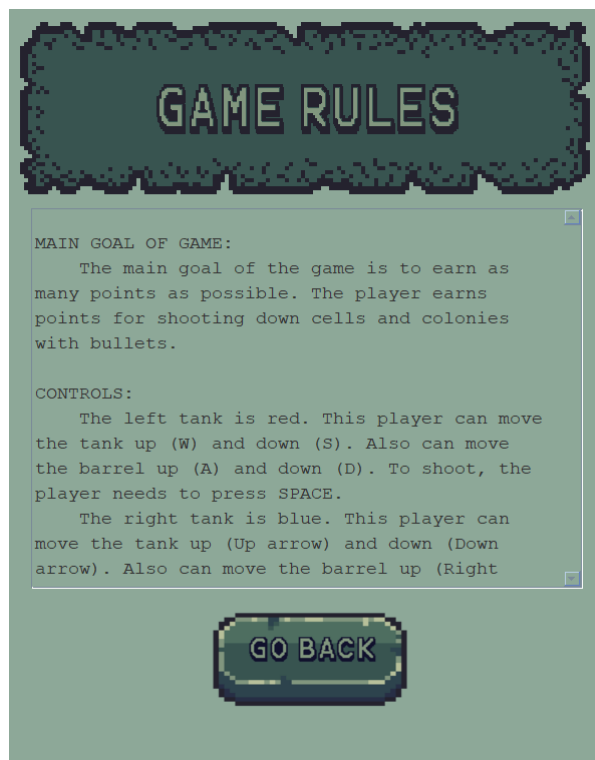 GAME RULES
MAIN GOAL OF GAME:
The main goal of the game is to earn as
many points as possible. The player earns
points for shooting down cells and colonies
with bullets.
CONTROLS:
The left tank is red. This player can move
the tank up (W) and down (S). Also can move
the barrel up (A) and down (D). To shoot, the
player needs to press SPACE.
The right tank is blue. This player can
move the tank up (Up arrow) and down (Down
arrow). Also can move the barrel up (Right
GO BACK